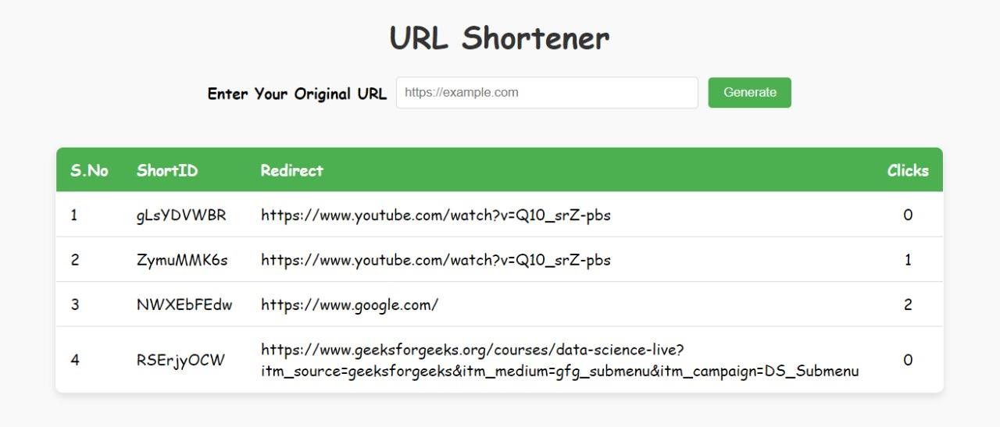 URL Shortener
Enter Your Original URL https://example.com Generate
S.No ShortID Redirect Clicks
1 gLsYDVWBR https://www.youtube.com/watch?v=Q10_srZ-pbs 0
2 ZymuMMK6s https://www.youtube.com/watch?v=Q10_srZ-pbs 1
3 NWXEbFEdw https://www.google.com/ 2
4 RSErjyOCW https://www.geeksforgeeks.org/courses/data-science-live? 0
itm_source=geeksforgeeks&itm_medium=gfg_submenu&itm_campaign=DS_Submenu